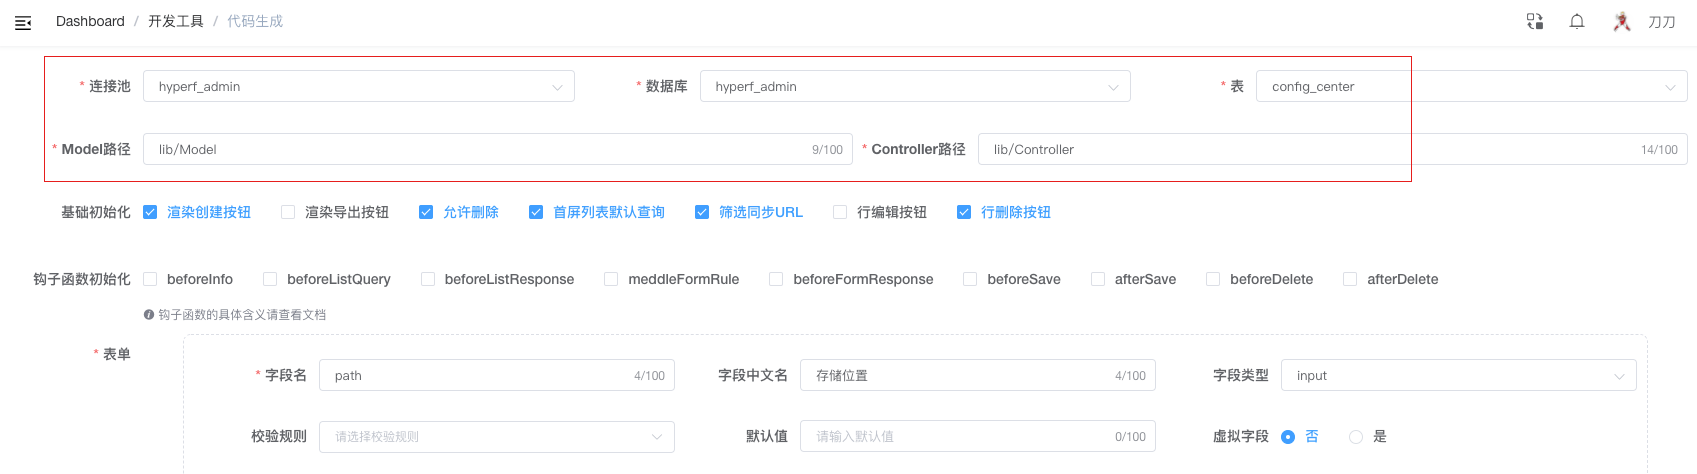 Dashboard / 开发工具 / 代码生成 刀刀
* 连接池 hyperf_admin * 数据库 hyperf_admin * 表 config_center
* Model路径 lib/Model 9/100 * Controller路径 lib/Controller 14/100
基础初始化 渲染创建按钮 渲染导出按钮 允许删除 首屏列表默认查询 筛选同步URL 行编辑按钮 行删除按钮
钩子函数初始化 beforeInfo beforeListQuery beforeListResponse meddleFormRule beforeFormResponse beforeSave afterSave beforeDelete afterDelete
钩子函数的具体含义请查看文档
* 表单
* 字段名 path 4/100 字段中文名 存储位置 4/100 字段类型 input
校验规则 请选择校验规则 默认值 请输入默认值 0/100 虚拟字段 否 是